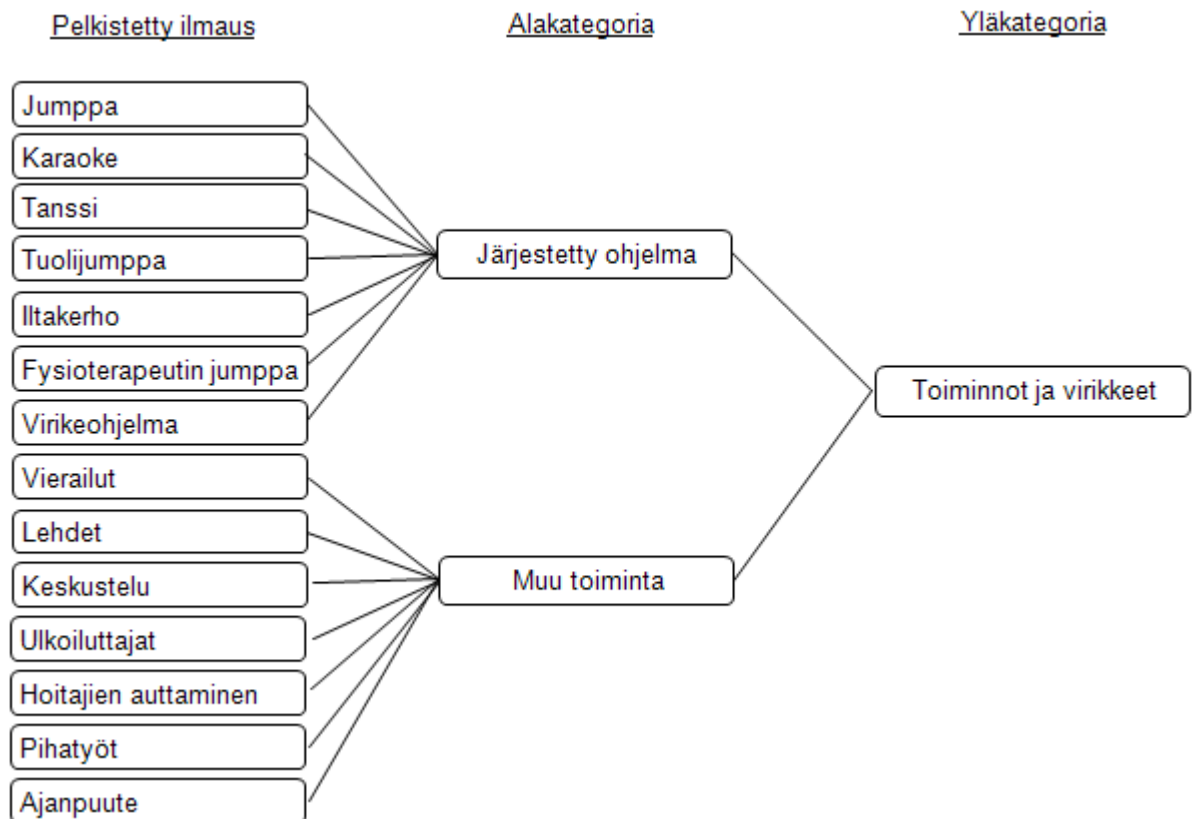 Pelkistetty ilmaus
Alakategoria
Yläkategoria
Jumppa
Karaoke
Tanssi
Tuolijumppa
Iltakerho
Fysioterapeutin jumppa
Virikeohjelma
Vierailut
Lehdet
Keskustelu
Ulkoiluttajat
Hoitajien auttaminen
Pihatyöt
Ajanpuute
Järjestetty ohjelma
Muu toiminta
Toiminnot ja virikkeet